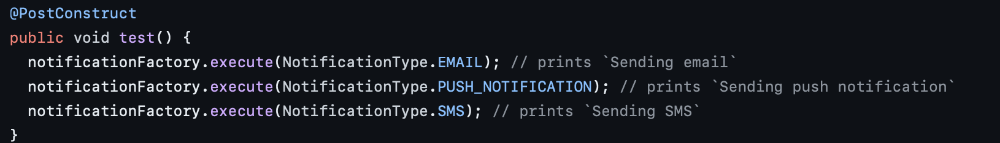 @PostConstruct
public void test() {
  notificationFactory.execute(NotificationType.EMAIL); // prints `Sending email`
  notificationFactory.execute(NotificationType.PUSH_NOTIFICATION); // prints `Sending push notification`
  notificationFactory.execute(NotificationType.SMS); // prints `Sending SMS`
}